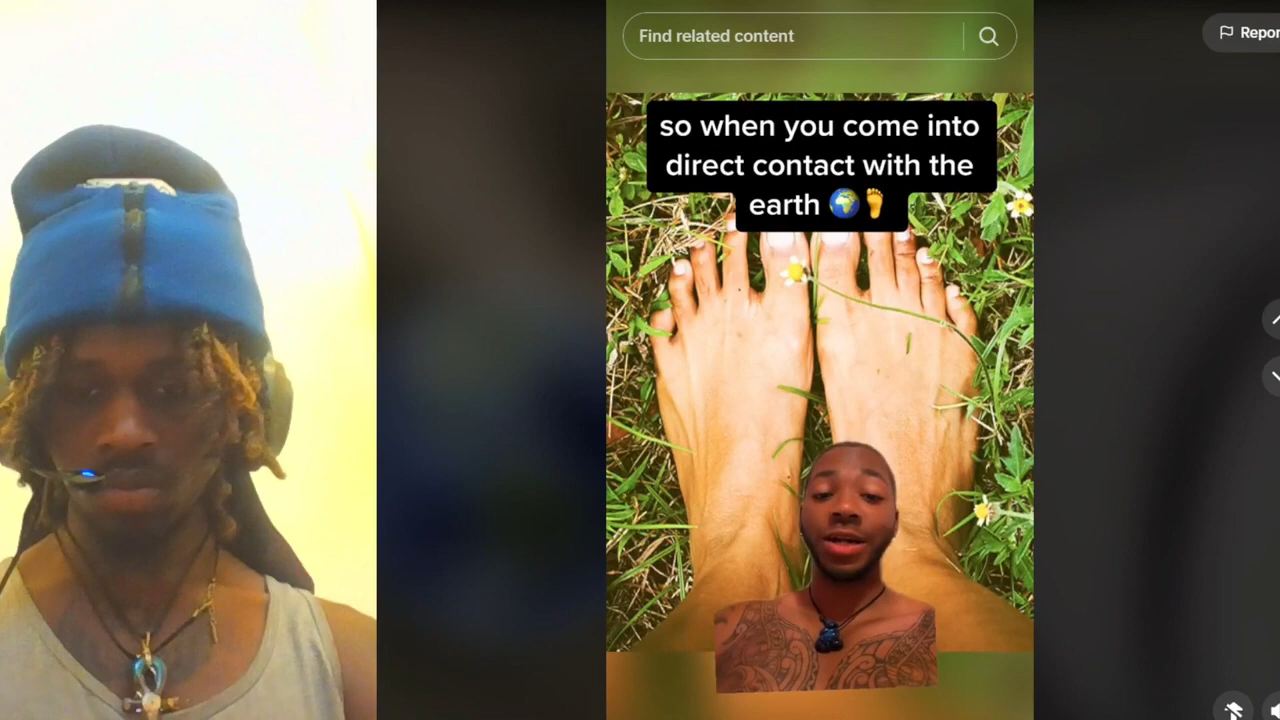 Find related content
Repor
so when you come into
direct contact with the
earth 🌍🦶